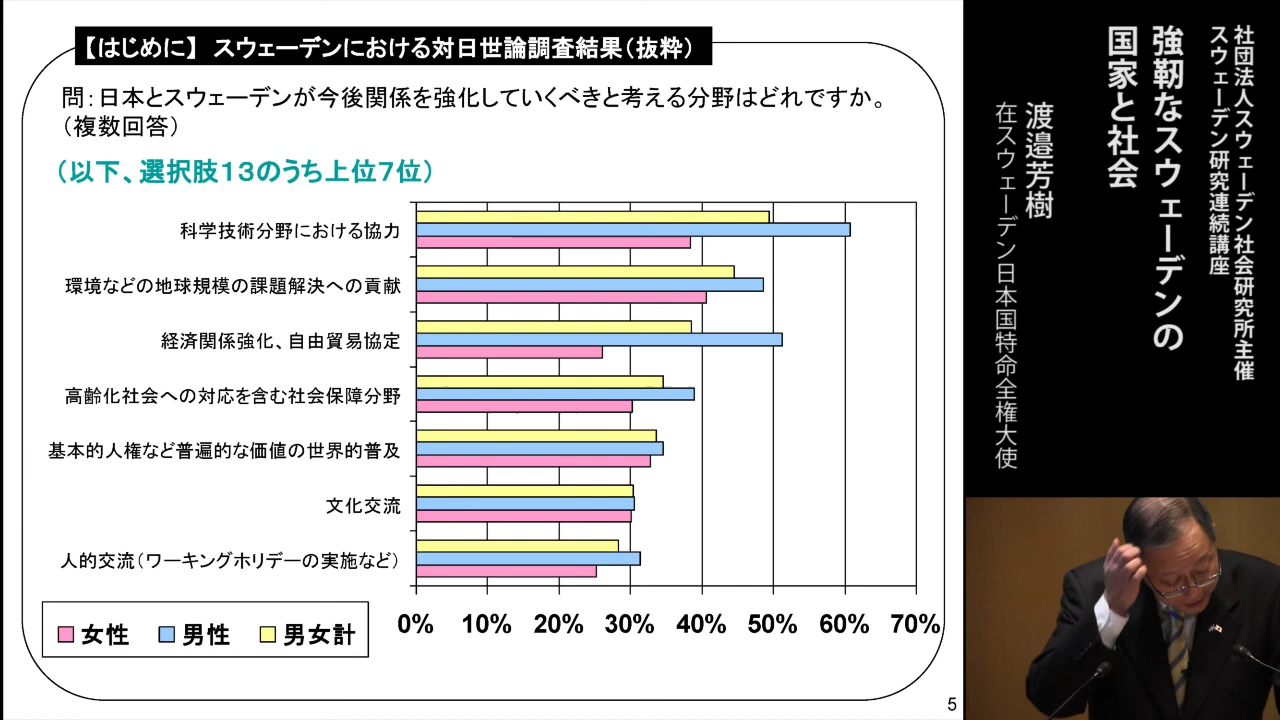 【はじめに】 スウェーデンにおける対日世論調査結果（抜粋）
問：日本とスウェーデンが今後関係を強化していくべきと考える分野はどれですか。
（複数回答）
（以下、選択肢１３のうち上位７位）
科学技術分野における協力
環境などの地球規模の課題解決への貢献
経済関係強化、自由貿易協定
高齢化社会への対応を含む社会保障分野
基本的人権など普遍的な価値の世界的普及
文化交流
人的交流（ワーキングホリデーの実施など）
0% 10% 20% 30% 40% 50% 60% 70%
女性 男性 男女計
5
社団法人スウェーデン社会研究所主催
スウェーデン研究連続講座
強靭なスウェーデンの
国家と社会
渡邉芳樹
在スウェーデン日本国特命全権大使